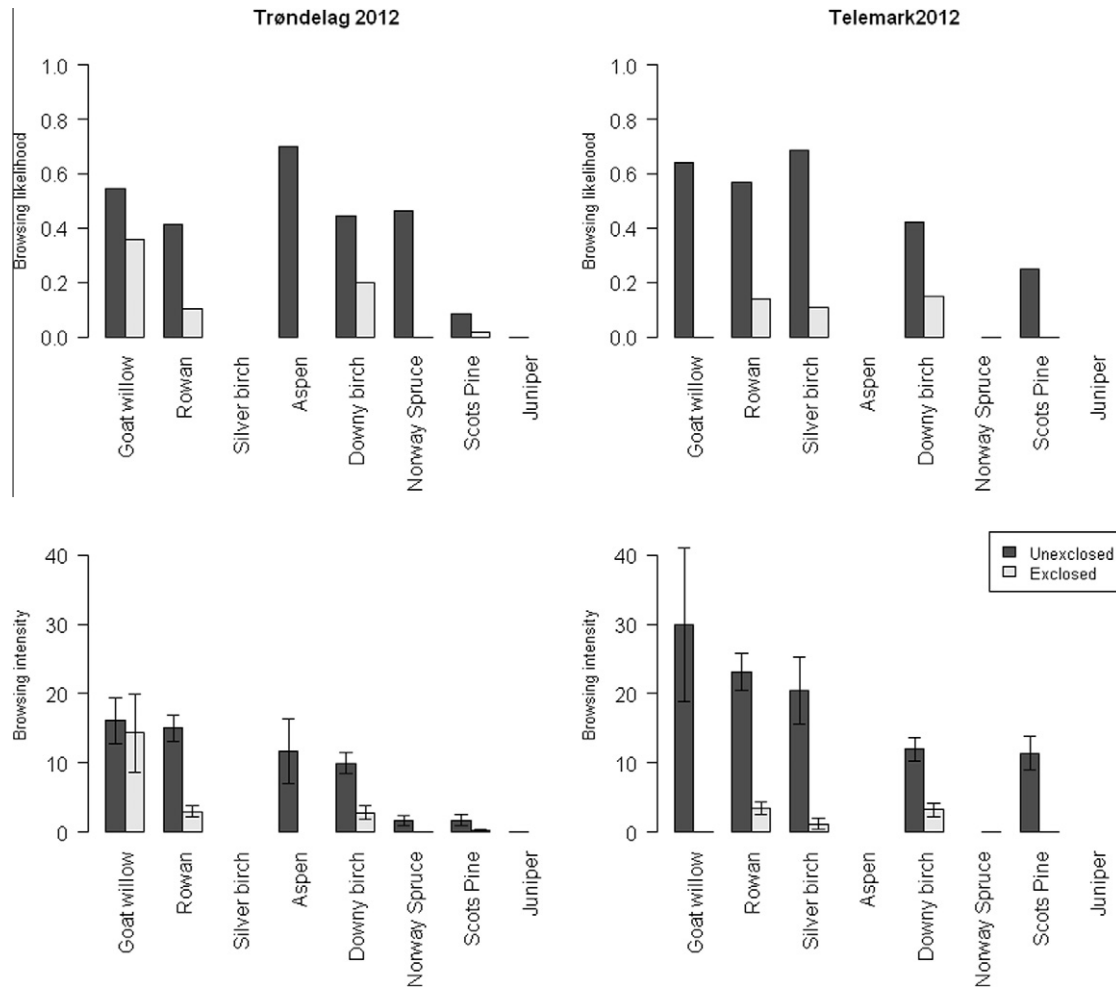 Trøndelag 2012
Telemark2012
Browsing likelihood
1.0
0.8
0.6
0.4
0.2
0.0
Goat willow
Rowan
Silver birch
Aspen
Downy birch
Norway Spruce
Scots Pine
Juniper
Browsing likelihood
1.0
0.8
0.6
0.4
0.2
0.0
Goat willow
Rowan
Silver birch
Aspen
Downy birch
Norway Spruce
Scots Pine
Juniper
Browsing intensity
40
30
20
10
0
Goat willow
Rowan
Silver birch
Aspen
Downy birch
Norway Spruce
Scots Pine
Juniper
Browsing intensity
40
30
20
10
0
Unexclosed
Exclosed
Goat willow
Rowan
Silver birch
Aspen
Downy birch
Norway Spruce
Scots Pine
Juniper